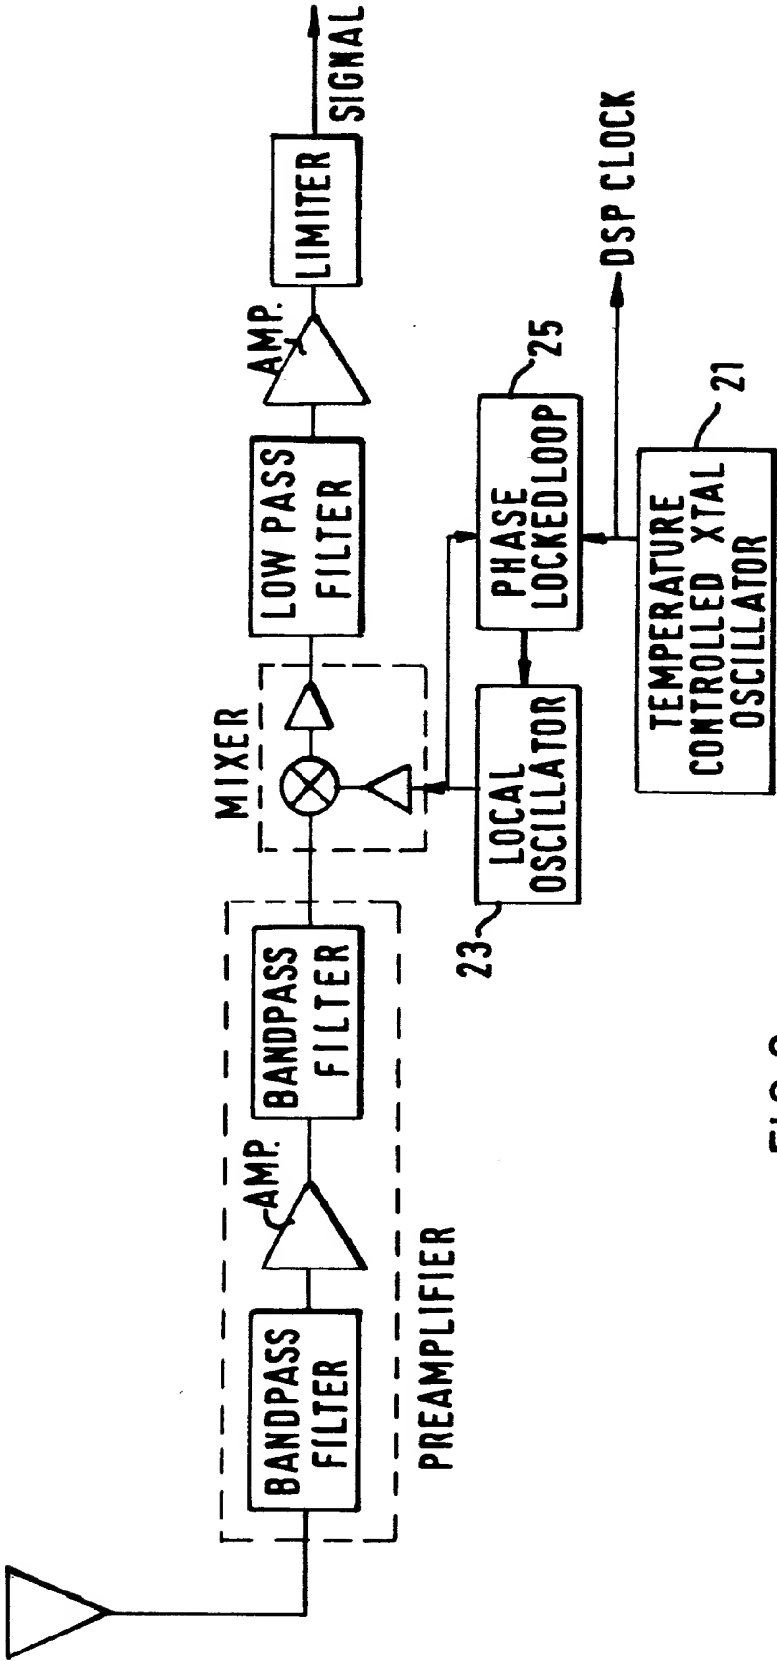 BANDPASS
FILTER
AMP.
BANDPASS
FILTER
PREAMPLIFIER
MIXER
LOW PASS
FILTER
AMP.
LIMITER
SIGNAL
23
LOCAL
OSCILLATOR
PHASE
LOCKED LOOP
25
DSP CLOCK
TEMPERATURE
CONTROLLED XTAL
OSCILLATOR
21